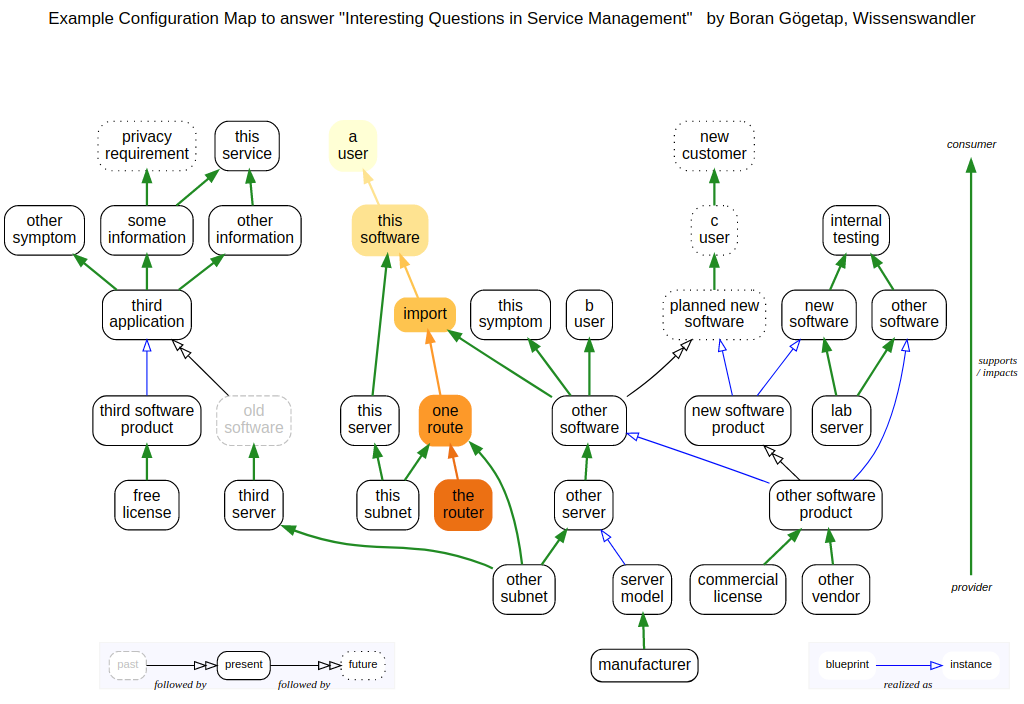 Example Configuration Map to answer "Interesting Questions in Service Management"   by Boran Gögetap, Wissenswandler
privacy
requirement
this
service
a
user
new
customer
consumer
other
symptom
some
information
other
information
this
software
c
user
internal
testing
third
application
import
this
symptom
b
user
planned new
software
new
software
other
software
supports
/ impacts
third software
product
old
software
this
server
one
route
other
software
new software
product
lab
server
free
license
third
server
this
subnet
the
router
other
server
other software
product
other
subnet
server
model
commercial
license
other
vendor
provider
manufacturer
past
present
future
followed by
followed by
blueprint
instance
realized as